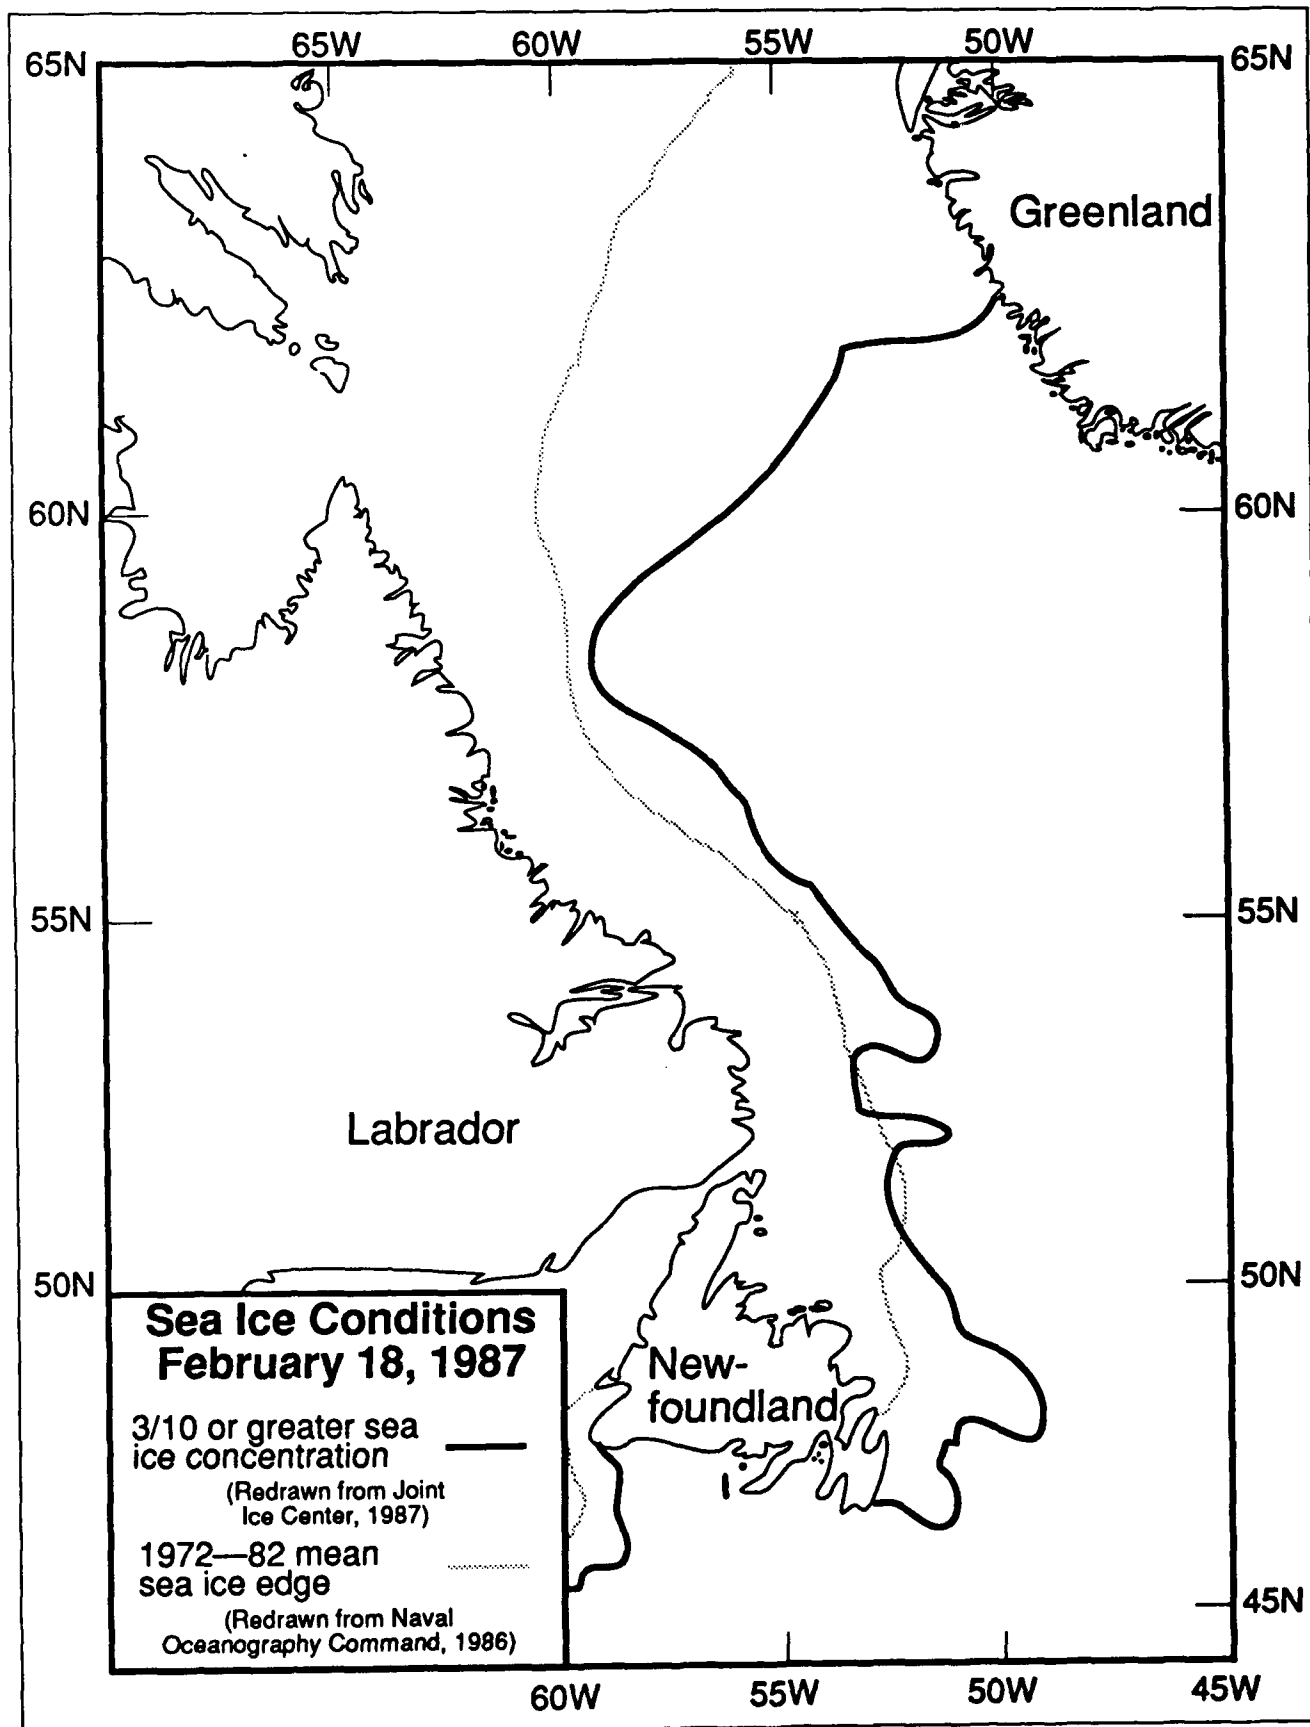 65W 60W 55W 50W
65N 65N
Greenland
60N 60N
55N 55N
Labrador
50N 50N
New-
foundland
Sea Ice Conditions
February 18, 1987
3/10 or greater sea
ice concentration
(Redrawn from Joint
Ice Center, 1987)
1972—82 mean
sea ice edge
(Redrawn from Naval
Oceanography Command, 1986)
45N
60W 55W 50W 45W